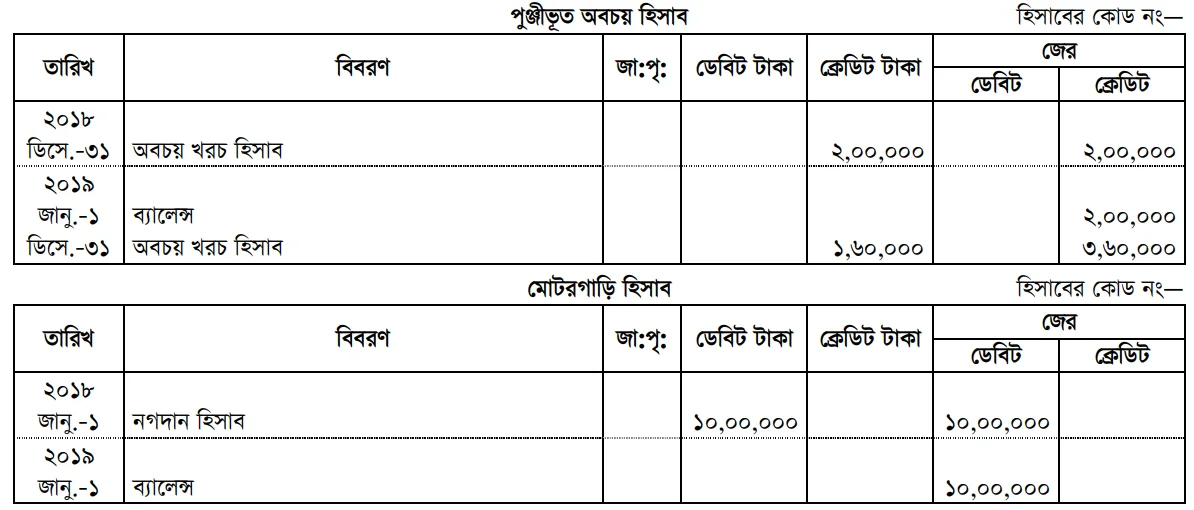 পুঞ্জীভূত অবচয় হিসাব হিসাবের কোড নং—
তারিখ বিবরণ জা:পৃ: ডেবিট টাকা ক্রেডিট টাকা জের
ডেবিট ক্রেডিট
২০১৮
ডিসে.-৩১ অবচয় খরচ হিসাব ২,০০,০০০ ২,০০,০০০
২০১৯
জানু.-১ ব্যালেন্স ২,০০,০০০
ডিসে.-৩১ অবচয় খরচ হিসাব ১,৬০,০০০ ৩,৬০,০০০
মোটরগাড়ি হিসাব হিসাবের কোড নং—
তারিখ বিবরণ জা:পৃ: ডেবিট টাকা ক্রেডিট টাকা জের
ডেবিট ক্রেডিট
২০১৮
জানু.-১ নগদান হিসাব ১০,০০,০০০ ১০,০০,০০০
২০১৯
জানু.-১ ব্যালেন্স ১০,০০,০০০